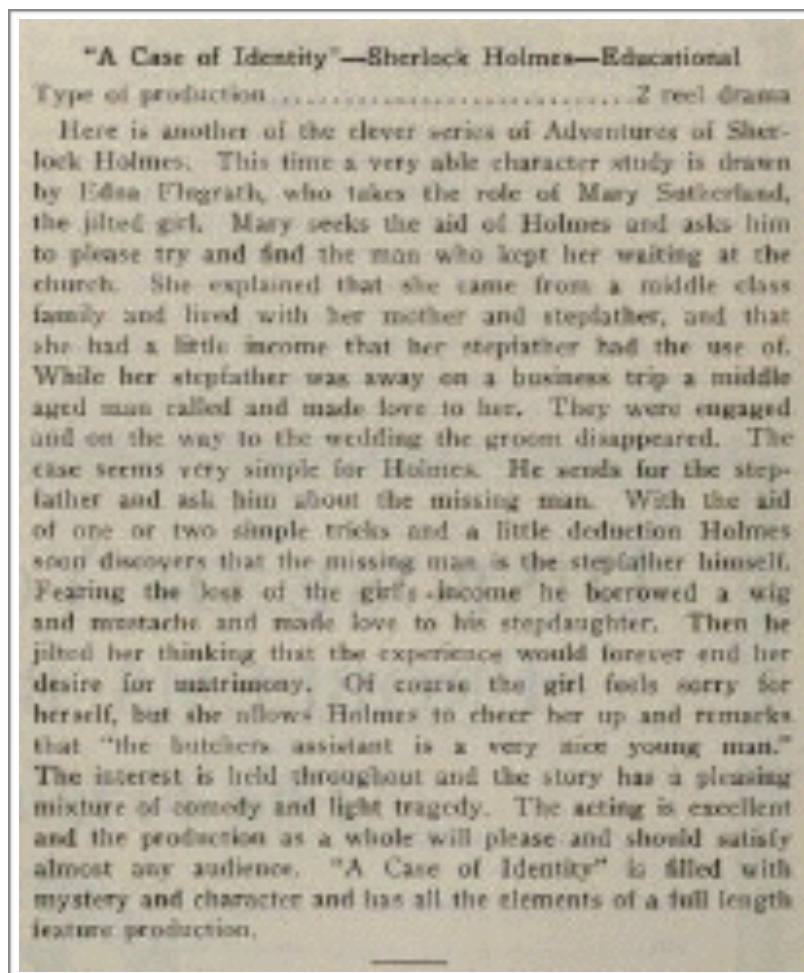 "A Case of Identity"—Sherlock Holmes—Educational
Type of production..............................2 reel drama
Here is another of the clever series of Adventures of Sher-
lock Holmes. This time a very able character study is drawn
by Edna Flugrath, who takes the role of Mary Sutherland,
the jilted girl. Mary seeks the aid of Holmes and asks him
to please try and find the man who kept her waiting at the
church. She explained that she came from a middle class
family and lived with her mother and stepfather, and that
she had a little income that her stepfather had the use of.
While her stepfather was away on a business trip a middle
aged man called and made love to her. They were engaged
and on the way to the wedding the groom disappeared. The
case seems very simple for Holmes. He sends for the step-
father and ask him about the missing man. With the aid
of one or two simple tricks and a little deduction Holmes
soon discovers that the missing man is the stepfather himself.
Fearing the loss of the girl's income he borrowed a wig
and mustache and made love to his stepdaughter. Then he
jilted her thinking that the experience would forever end her
desire for matrimony. Of course the girl feels sorry for
herself, but she allows Holmes to cheer her up and remarks
that "the butchers assistant is a very nice young man."
The interest is held throughout and the story has a pleasing
mixture of comedy and light tragedy. The acting is excellent
and the production as a whole will please and should satisfy
almost any audience. "A Case of Identity" is filled with
mystery and character and has all the elements of a full length
feature production.